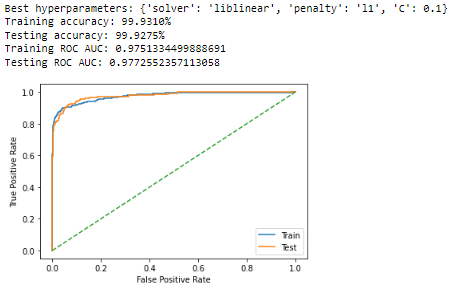 Best hyperparameters: {'solver': 'liblinear', 'penalty': 'l1', 'C': 0.1}
Training accuracy: 99.9310%
Testing accuracy: 99.9275%
Training ROC AUC: 0.9751334499888691
Testing ROC AUC: 0.9772552357113058
1.0
0.8
0.6
0.4
0.2
0.0
True Positive Rate
Train
Test
0.0 0.2 0.4 0.6 0.8 1.0
False Positive Rate